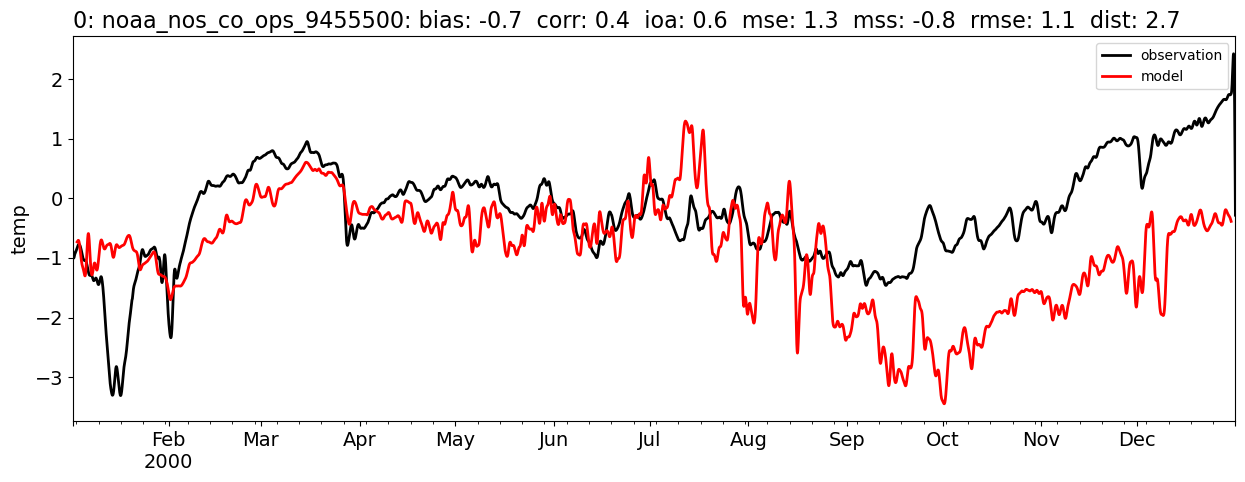 0: noaa_nos_co_ops_9455500: bias: -0.7  corr: 0.4  ioa: 0.6  mse: 1.3  mss: -0.8  rmse: 1.1  dist: 2.7
observation
model
temp
2
1
0
−1
−2
−3
Feb Mar Apr May Jun Jul Aug Sep Oct Nov Dec
2000